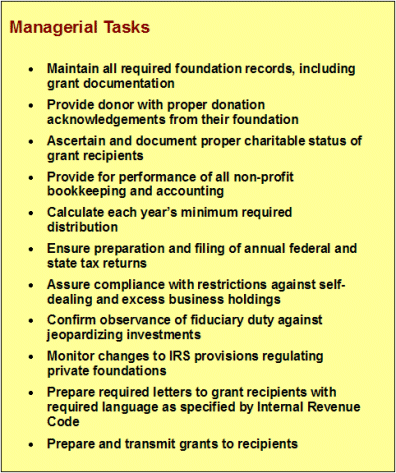 Managerial Tasks
• Maintain all required foundation records, including
grant documentation
• Provide donor with proper donation
acknowledgements from their foundation
• Ascertain and document proper charitable status of
grant recipients
• Provide for performance of all non-profit
bookkeeping and accounting
• Calculate each year's minimum required
distribution
• Ensure preparation and filing of annual federal and
state tax returns
• Assure compliance with restrictions against self-
dealing and excess business holdings
• Confirm observance of fiduciary duty against
jeopardizing investments
• Monitor changes to IRS provisions regulating
private foundations
• Prepare required letters to grant recipients with
required language as specified by Internal Revenue
Code
• Prepare and transmit grants to recipients